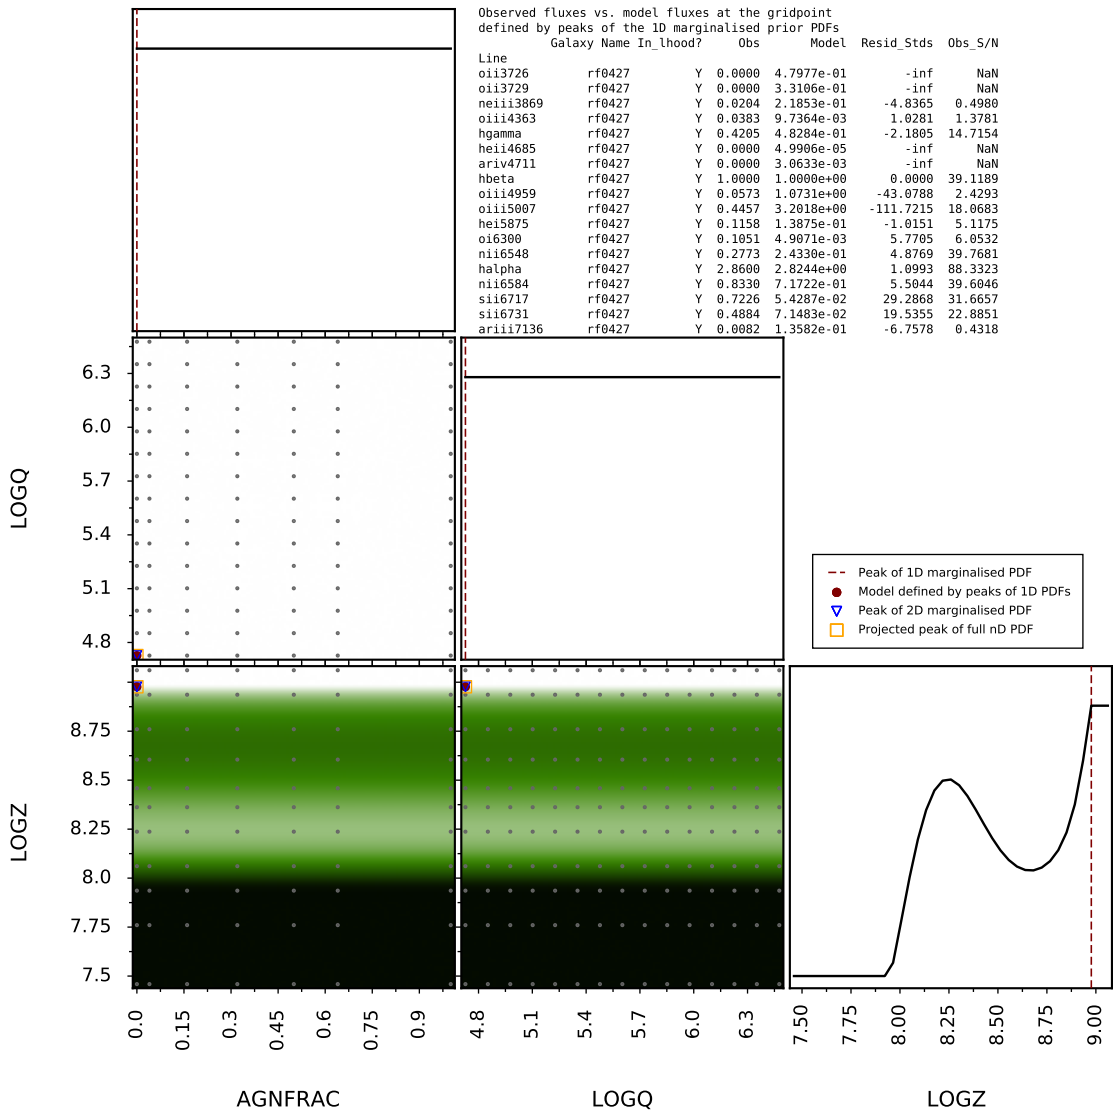 Observed fluxes vs. model fluxes at the gridpoint
defined by peaks of the 1D marginalised prior PDFs
Galaxy Name In_lhood? Obs Model Resid_Stds Obs_S/N
Line
oii3726 rf0427 Y 0.0000 4.7977e-01 -inf NaN
oii3729 rf0427 Y 0.0000 3.3106e-01 -inf NaN
neiii3869 rf0427 Y 0.0204 2.1853e-01 -4.8365 0.4980
oiii4363 rf0427 Y 0.0383 9.7364e-03 1.0281 1.3781
hgamma rf0427 Y 0.4205 4.8284e-01 -2.1805 14.7154
heii4685 rf0427 Y 0.0000 4.9906e-05 -inf NaN
ariv4711 rf0427 Y 0.0000 3.0633e-03 -inf NaN
hbeta rf0427 Y 1.0000 1.0000e+00 0.0000 39.1189
oiii4959 rf0427 Y 0.0573 1.0731e+00 -43.0788 2.4293
oiii5007 rf0427 Y 0.4457 3.2018e+00 -111.7215 18.0683
hei5875 rf0427 Y 0.1158 1.3875e-01 -1.0151 5.1175
oi6300 rf0427 Y 0.1051 4.9071e-03 5.7705 6.0532
nii6548 rf0427 Y 0.2773 2.4330e-01 4.8769 39.7681
halpha rf0427 Y 2.8600 2.8244e+00 1.0993 88.3323
nii6584 rf0427 Y 0.8330 7.1722e-01 5.5044 39.6046
sii6717 rf0427 Y 0.7226 5.4287e-02 29.2868 31.6657
sii6731 rf0427 Y 0.4884 7.1483e-02 19.5355 22.8851
ariii7136 rf0427 Y 0.0082 1.3582e-01 -6.7578 0.4318
6.3
6.0
5.7
5.4
5.1
4.8
LOGQ
Peak of 1D marginalised PDF
Model defined by peaks of 1D PDFs
Peak of 2D marginalised PDF
Projected peak of full nD PDF
8.75
8.5
8.25
8.0
7.75
7.5
LOGZ
0.0 0.15 0.3 0.45 0.6 0.75 0.9
4.8 5.1 5.4 5.7 6.0 6.3
7.50 7.75 8.00 8.25 8.50 8.75 9.00
AGNFRAC LOGQ LOGZ